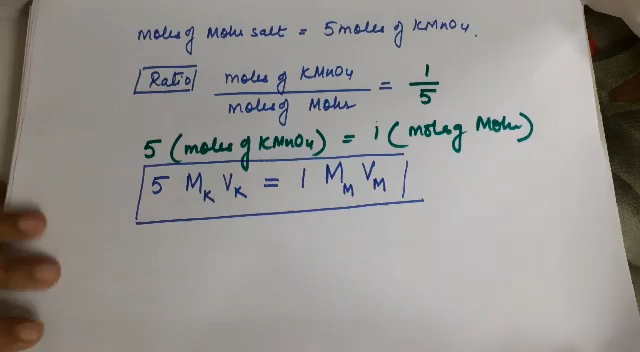 moles of Mohr salt = 5 moles of KMnO4.
Ratio moles of KMnO4 / moles of Mohr = 1 / 5
5 (moles of KMnO4) = 1 (moles of Mohr)
5 MK VK = 1 MM VM